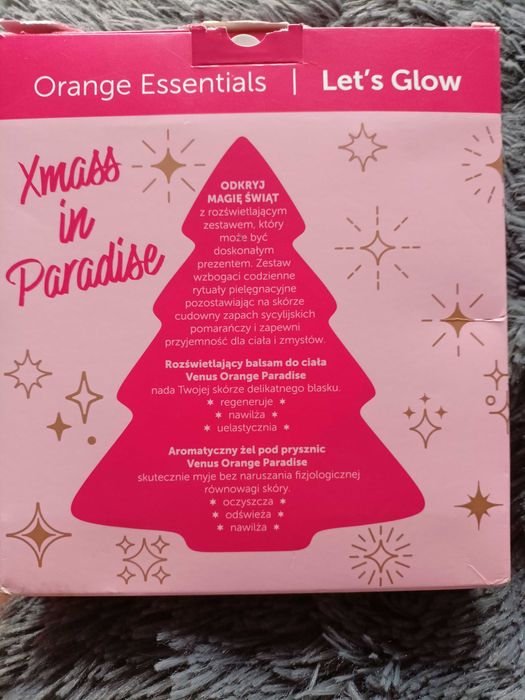 Orange Essentials | Let's Glow
Xmass
in
Paradise
ODKRYJ
MAGIĘ ŚWIĄT
z rozświetlającym
zestawem, który
może być
doskonałym
prezentem. Zestaw
wzbogaci codzienne
rytuały pielęgnacyjne
pozostawiając na skórze
cudowny zapach sycylijskich
pomarańczy i zapewni
przyjemność dla ciała i zmysłów.
Rozświetlający balsam do ciała
Venus Orange Paradise
nada Twojej skórze delikatnego blasku.
* regeneruje *
* nawilża *
* uelastycznia *
Aromatyczny żel pod prysznic
Venus Orange Paradise
skutecznie myje bez naruszania fizjologicznej
równowagi skóry.
* oczyszcza *
* odświeża *
* nawilża *